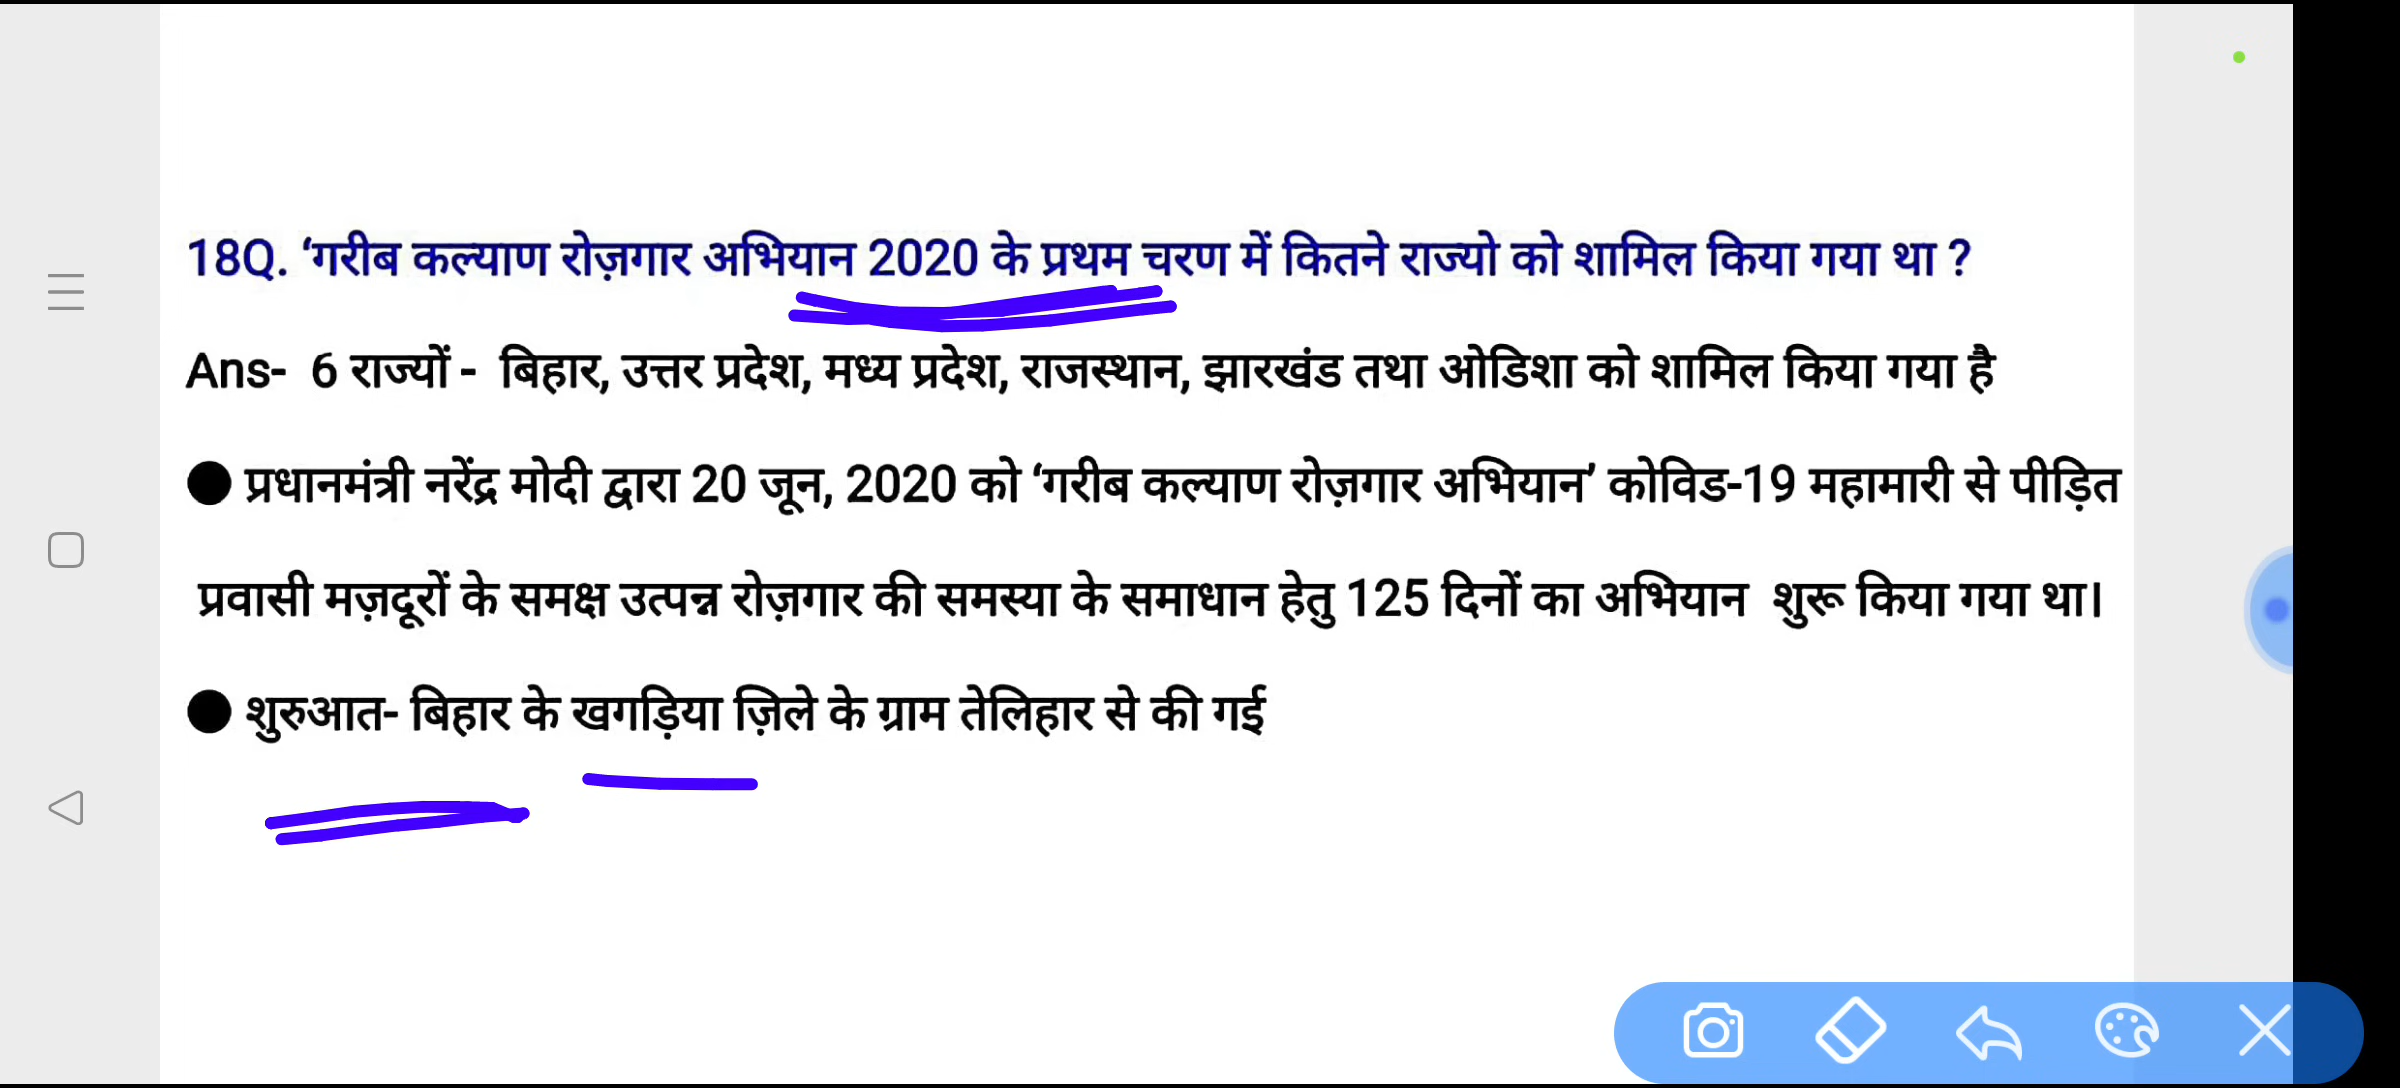 18Q. ‘गरीब कल्याण रोज़गार अभियान 2020 के प्रथम चरण में कितने राज्यो को शामिल किया गया था ?
Ans-  6 राज्यों -  बिहार, उत्तर प्रदेश, मध्य प्रदेश, राजस्थान, झारखंड तथा ओडिशा को शामिल किया गया है
● प्रधानमंत्री नरेंद्र मोदी द्वारा 20 जून, 2020 को ‘गरीब कल्याण रोज़गार अभियान’ कोविड-19 महामारी से पीड़ित
प्रवासी मज़दूरों के समक्ष उत्पन्न रोज़गार की समस्या के समाधान हेतु 125 दिनों का अभियान  शुरू किया गया था।
● शुरुआत- बिहार के खगड़िया ज़िले के ग्राम तेलिहार से की गई